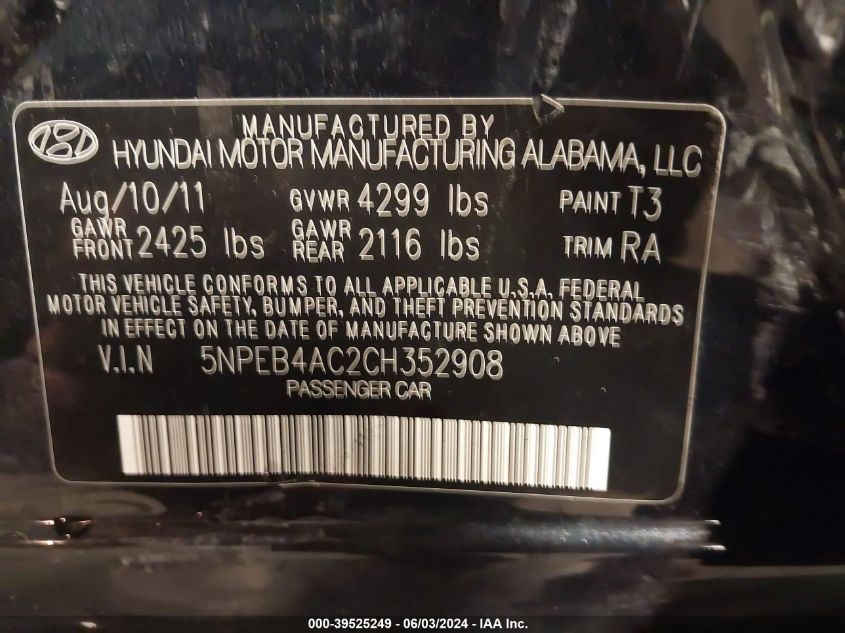 MANUFACTURED BY
HYUNDAI MOTOR MANUFACTURING ALABAMA, LLC
Aug/10/11 GVWR 4299 lbs PAINT T3
GAWR FRONT 2425 lbs GAWR REAR 2116 lbs TRIM RA
THIS VEHICLE CONFORMS TO ALL APPLICABLE U.S.A. FEDERAL
MOTOR VEHICLE SAFETY, BUMPER, AND THEFT PREVENTION STANDARDS
IN EFFECT ON THE DATE OF MANUFACTURE SHOWN ABOVE
V.I.N 5NPEB4AC2CH352908
PASSENGER CAR
000-39525249 - 06/03/2024 - IAA Inc.